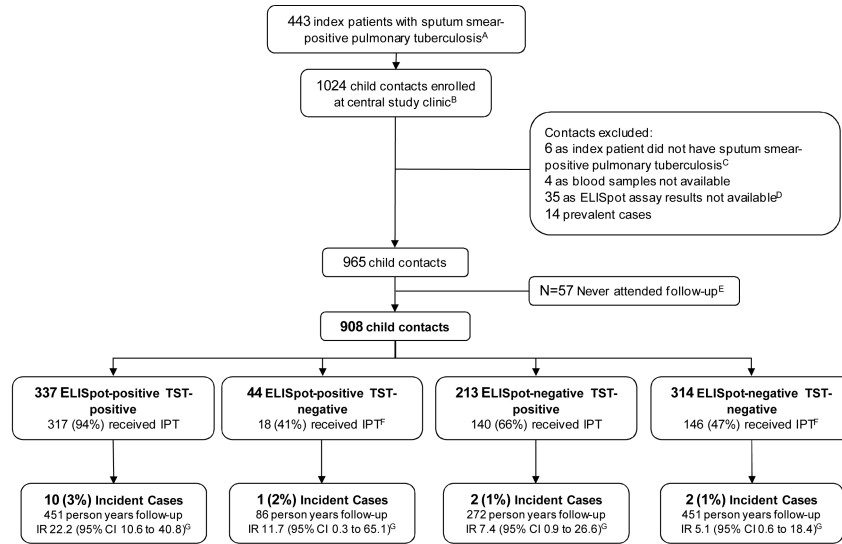 443 index patients with sputum smear-
positive pulmonary tuberculosisA
1024 child contacts enrolled
at central study clinicB
Contacts excluded:
6 as index patient did not have sputum smear-
positive pulmonary tuberculosisC
4 as blood samples not available
35 as ELISpot assay results not availableD
14 prevalent cases
965 child contacts
N=57 Never attended follow-upE
908 child contacts
337 ELISpot-positive TST-
positive
317 (94%) received IPT
44 ELISpot-positive TST-
negative
18 (41%) received IPTF
213 ELISpot-negative TST-
positive
140 (66%) received IPT
314 ELISpot-negative TST-
negative
146 (47%) received IPTF
10 (3%) Incident Cases
451 person years follow-up
IR 22.2 (95% CI 10.6 to 40.8)G
1 (2%) Incident Cases
86 person years follow-up
IR 11.7 (95% CI 0.3 to 65.1)G
2 (1%) Incident Cases
272 person years follow-up
IR 7.4 (95% CI 0.9 to 26.6)G
2 (1%) Incident Cases
451 person years follow-up
IR 5.1 (95% CI 0.6 to 18.4)G